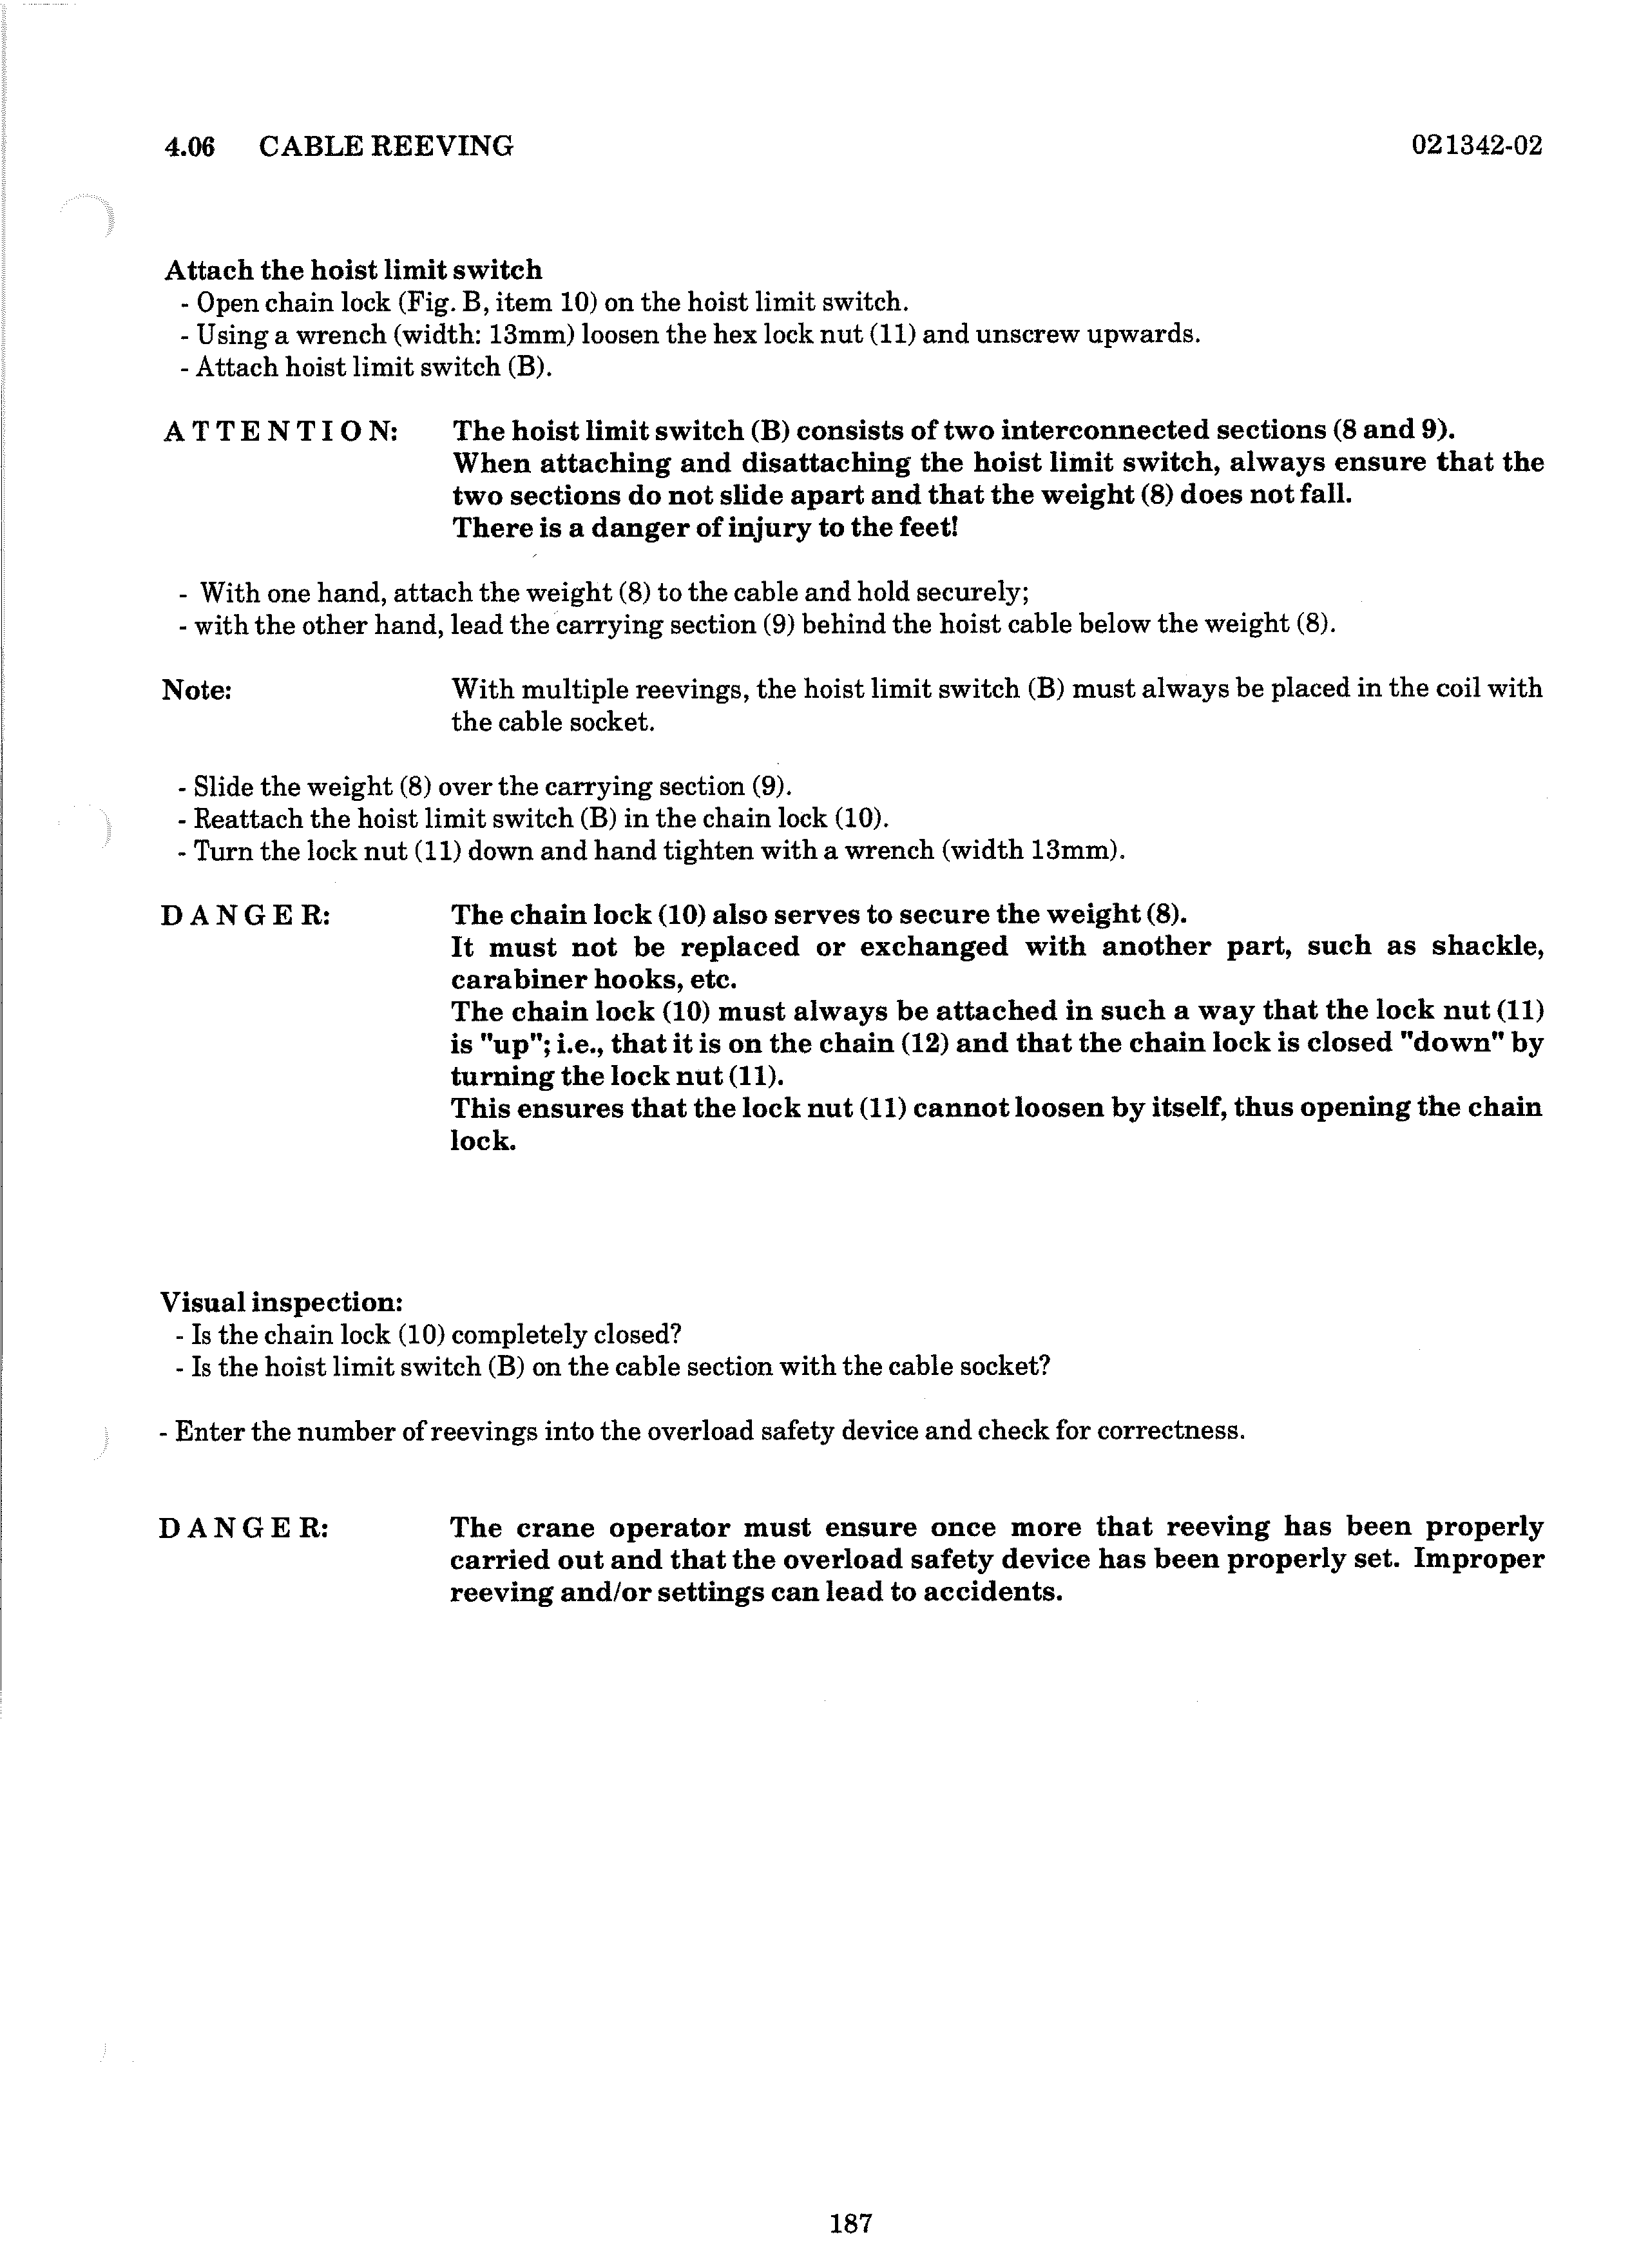 4.06 CABLE REEVING 021342-02
Attach the hoist limit switch
- Open chain lock (Fig. B, item 10) on the hoist limit switch.
- Using a wrench (width: 13mm) loosen the hex lock nut (11) and unscrew upwards.
- Attach hoist limit switch (B).
A T T E N T I O N: The hoist limit switch (B) consists of two interconnected sections (8 and 9).
When attaching and disattaching the hoist limit switch, always ensure that the
two sections do not slide apart and that the weight (8) does not fall.
There is a danger of injury to the feet!
- With one hand, attach the weight (8) to the cable and hold securely;
- with the other hand, lead the carrying section (9) behind the hoist cable below the weight (8).
Note: With multiple reevings, the hoist limit switch (B) must always be placed in the coil with
the cable socket.
- Slide the weight (8) over the carrying section (9).
- Reattach the hoist limit switch (B) in the chain lock (10).
- Turn the lock nut (11) down and hand tighten with a wrench (width 13mm).
D A N G E R: The chain lock (10) also serves to secure the weight (8).
It must not be replaced or exchanged with another part, such as shackle,
carabiner hooks, etc.
The chain lock (10) must always be attached in such a way that the lock nut (11)
is "up"; i.e., that it is on the chain (12) and that the chain lock is closed "down" by
turning the lock nut (11).
This ensures that the lock nut (11) cannot loosen by itself, thus opening the chain
lock.
Visual inspection:
- Is the chain lock (10) completely closed?
- Is the hoist limit switch (B) on the cable section with the cable socket?
- Enter the number of reevings into the overload safety device and check for correctness.
D A N G E R: The crane operator must ensure once more that reeving has been properly
carried out and that the overload safety device has been properly set. Improper
reeving and/or settings can lead to accidents.
187